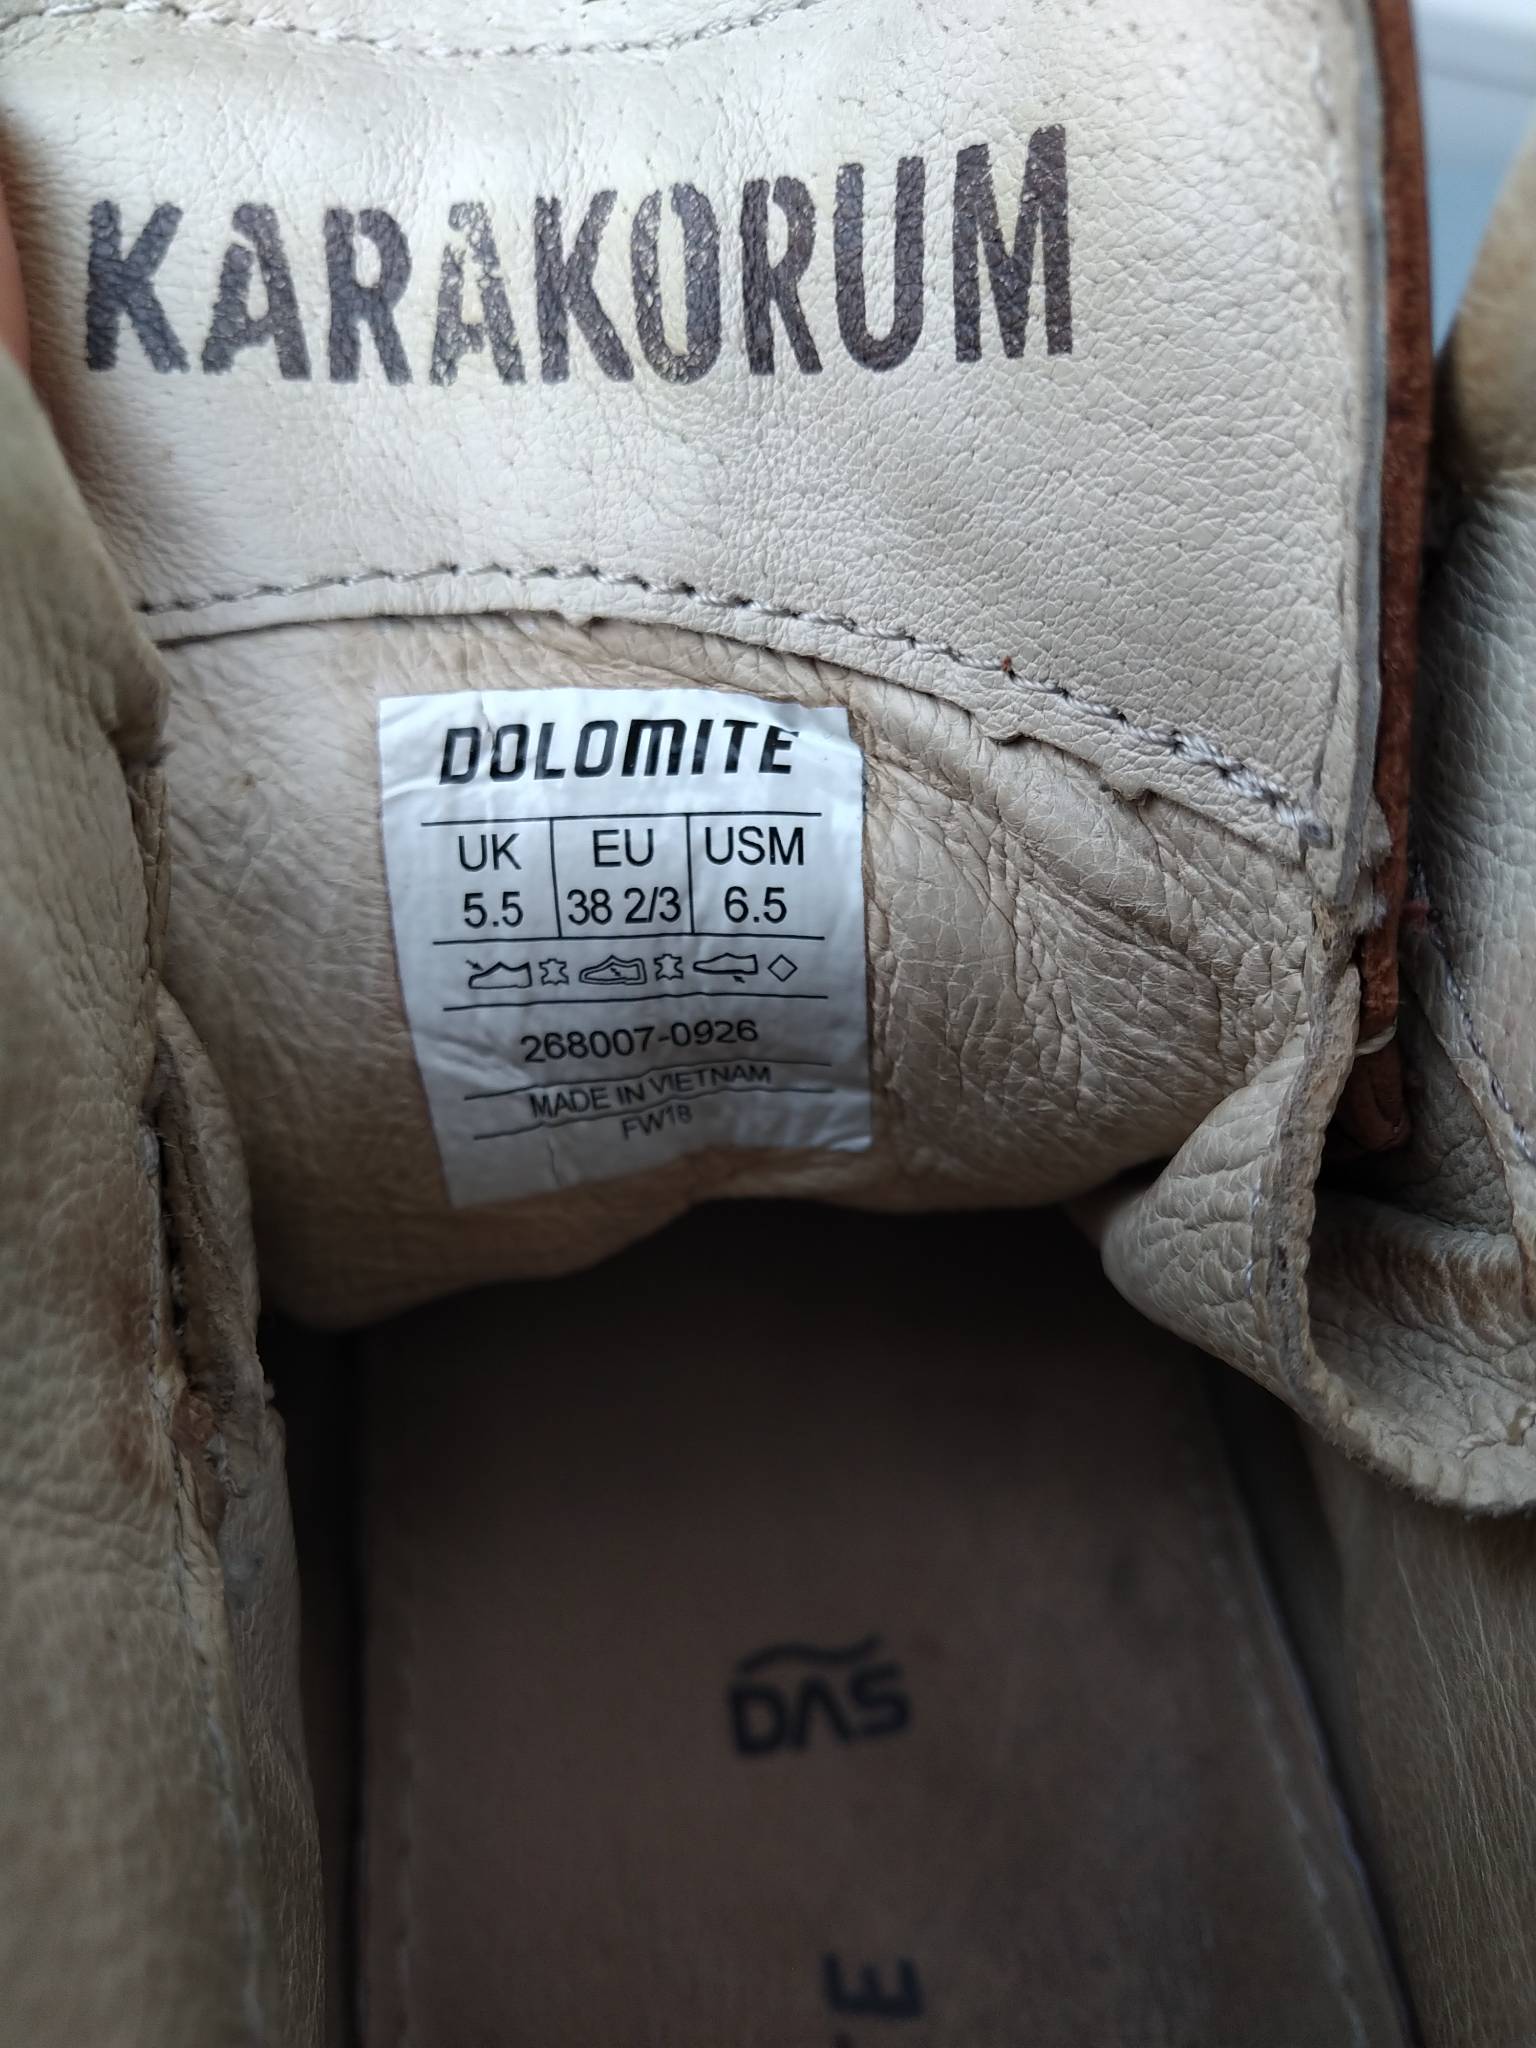 KARAKORUM
DOLOMITE
UK EU USM
5.5 38 2/3 6.5
268007-0926
MADE IN VIETNAM
FW18
DAS